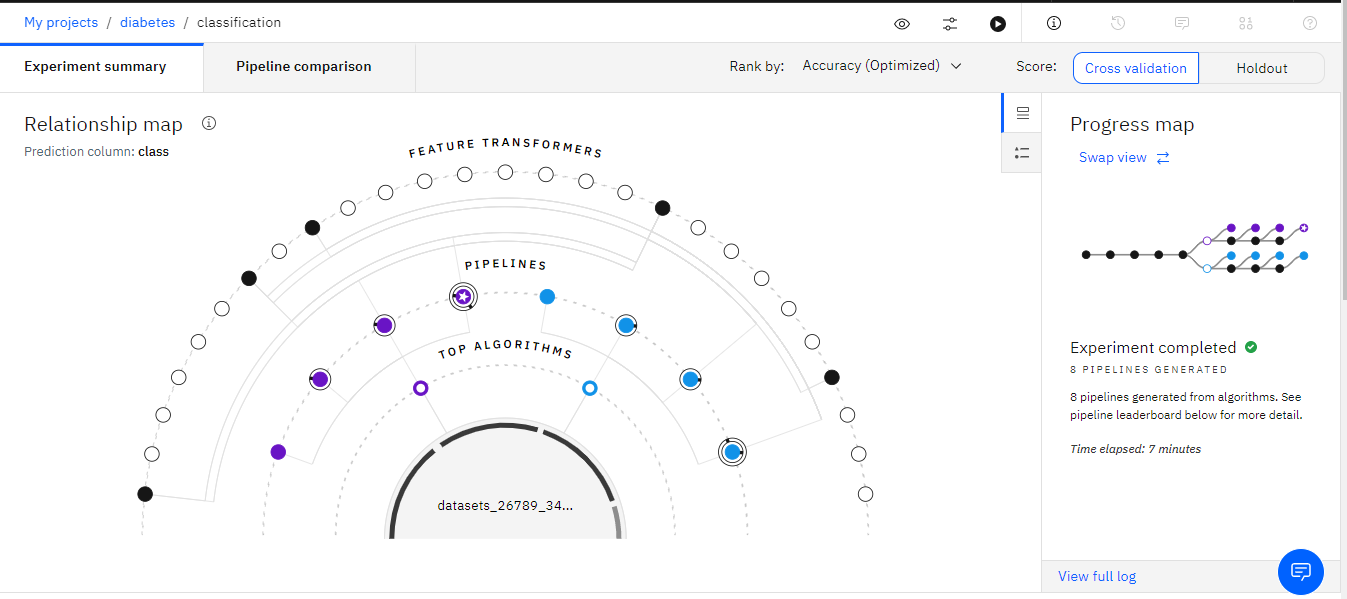 My projects / diabetes / classification
Experiment summary
Pipeline comparison
Rank by: Accuracy (Optimized)
Score: Cross validation Holdout
Relationship map
Prediction column: class
FEATURE TRANSFORMERS
PIPELINES
TOP ALGORITHMS
datasets_26789_34...
Progress map
Swap view
Experiment completed
8 PIPELINES GENERATED
8 pipelines generated from algorithms. See
pipeline leaderboard below for more detail.
Time elapsed: 7 minutes
View full log